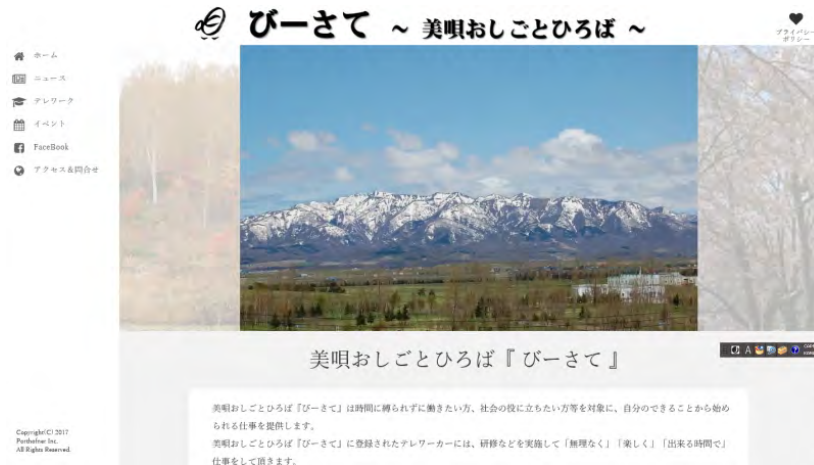 びーさて ～ 美唄おしごとひろば ～
プライバシー
ポリシー
ホーム
ニュース
テレワーク
イベント
FaceBook
アクセス&問合せ
美唄おしごとひろば『 びーさて 』
美唄おしごとひろば『びーさて』は時間に縛られずに働きたい方、社会の役に立ちたい方等を対象に、自分のできることから始め
られる仕事を提供します。
美唄おしごとひろば『びーさて』に登録されたテレワーカーには、研修などを実施して「無理なく」「楽しく」「出来る時間で」
仕事をして頂きます。
Copyright(C) 2017
Inc.
All Rights Reserved.